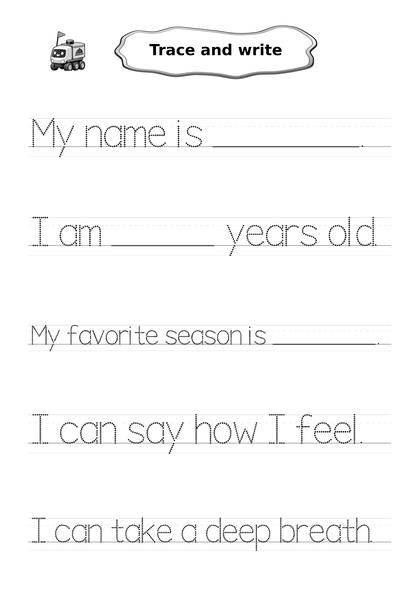 Trace and write
My name is ____________.
I am ________ years old.
My favorite season is ________.
I can say how I feel.
I can take a deep breath.